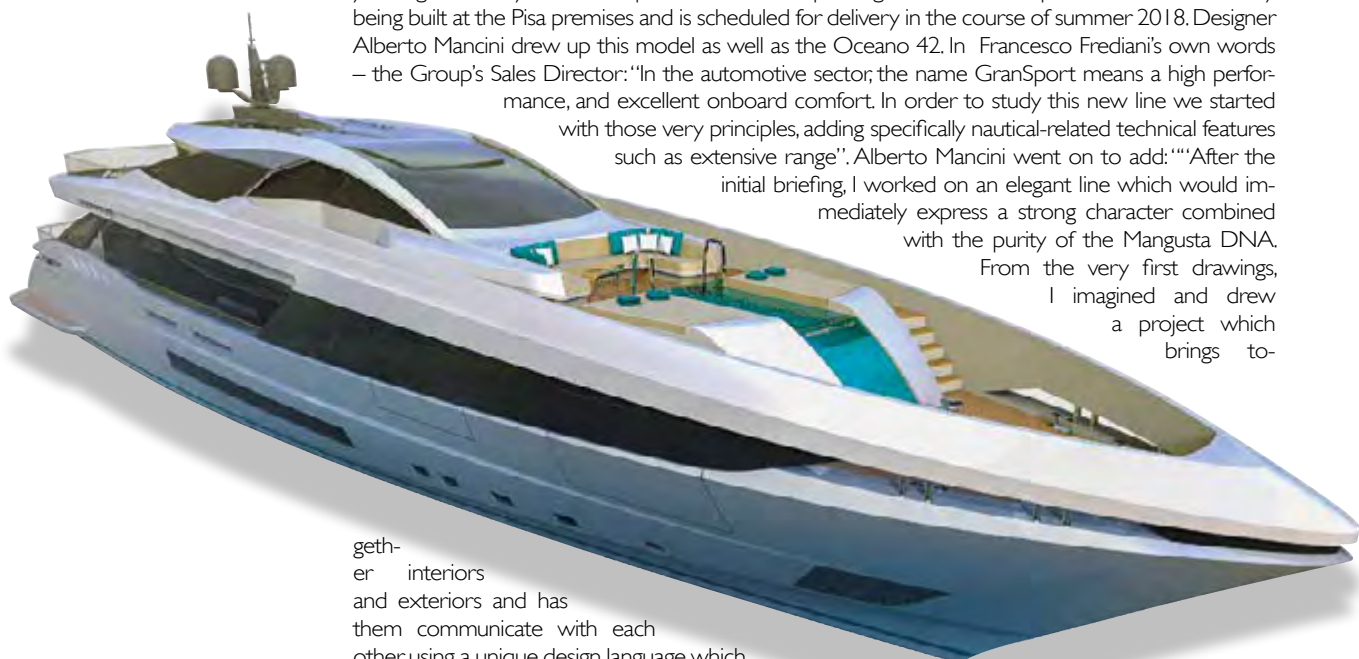 being built at the Pisa premises and is scheduled for delivery in the course of summer 2018. Designer
Alberto Mancini drew up this model as well as the Oceano 42. In Francesco Frediani’s own words
– the Group’s Sales Director: “In the automotive sector, the name GranSport means a high perfor-
mance, and excellent onboard comfort. In order to study this new line we started
with those very principles, adding specifically nautical-related technical features
such as extensive range”. Alberto Mancini went on to add: ““After the
initial briefing, I worked on an elegant line which would im-
mediately express a strong character combined
with the purity of the Mangusta DNA.
From the very first drawings,
I imagined and drew
a project which
brings to-
geth-
er interiors
and exteriors and has
them communicate with each
other using a unique design language which